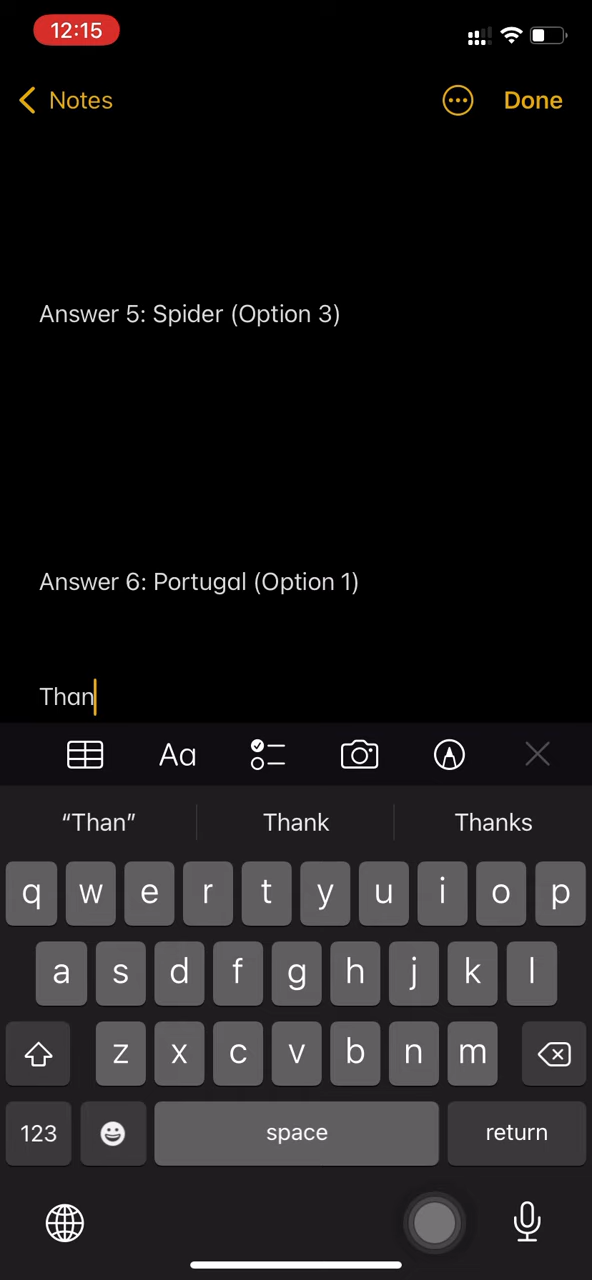 12:15
Notes
Done
Answer 5: Spider (Option 3)
Answer 6: Portugal (Option 1)
Than
Aa
“Than”
Thank
Thanks
q w e r t y u i o p
a s d f g h j k l
z x c v b n m
123
space
return